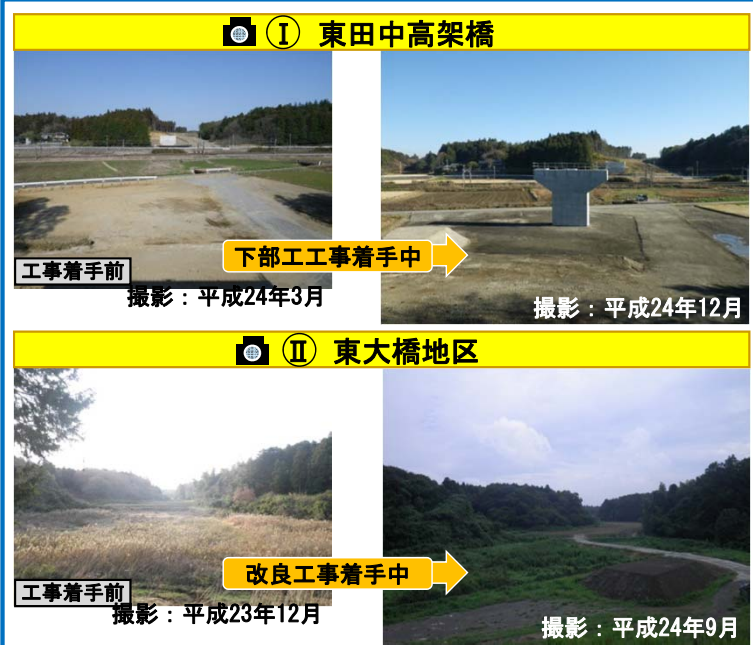 Ⅰ 東田中高架橋
工事着手前
下部工工事着手中
撮影：平成24年3月
撮影：平成24年12月
Ⅱ 東大橋地区
工事着手前
改良工事着手中
撮影：平成23年12月
撮影：平成24年9月